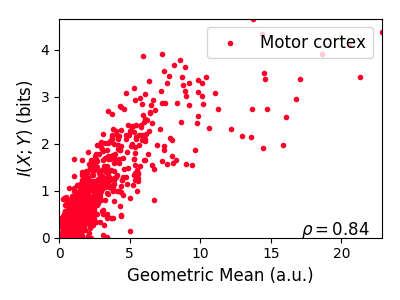 Motor cortex
I(X; Y) (bits)
4
3
2
1
0
ρ = 0.84
0
5
10
15
20
Geometric Mean (a.u.)